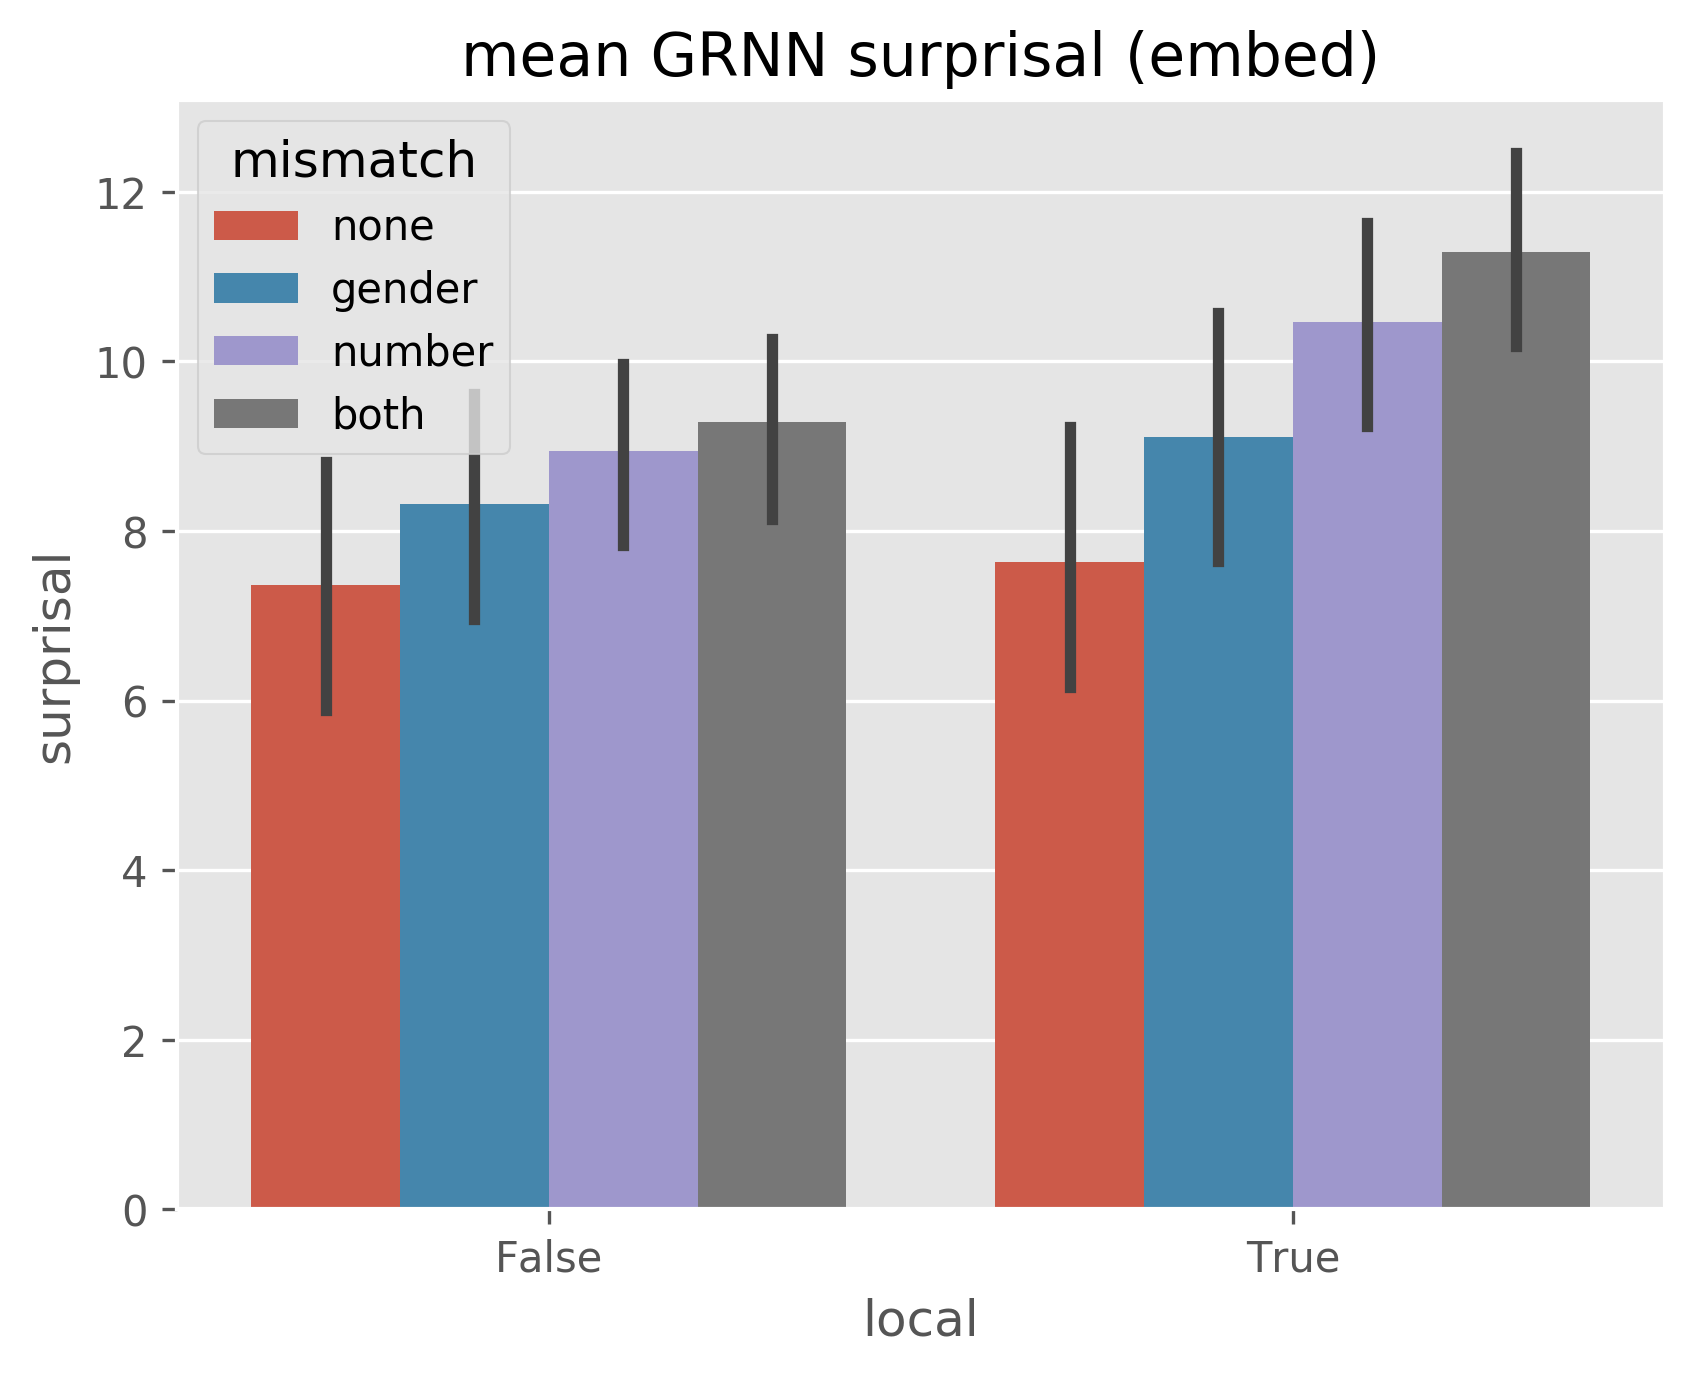 mean GRNN surprisal (embed)
mismatch
none
gender
number
both
12
10
8
6
4
2
0
surprisal
False
True
local